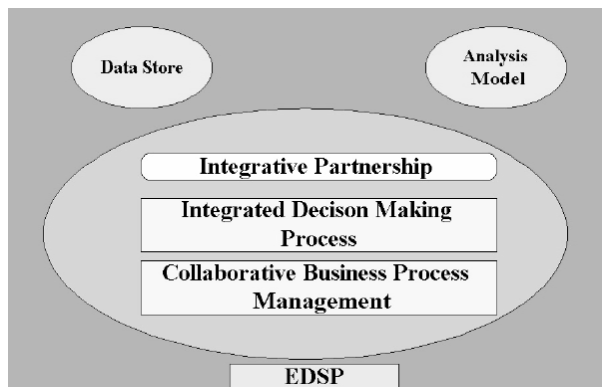 Data Store
Analysis
Model
Integrative Partnership
Integrated Decison Making
Process
Collaborative Business Process
Management
EDSP